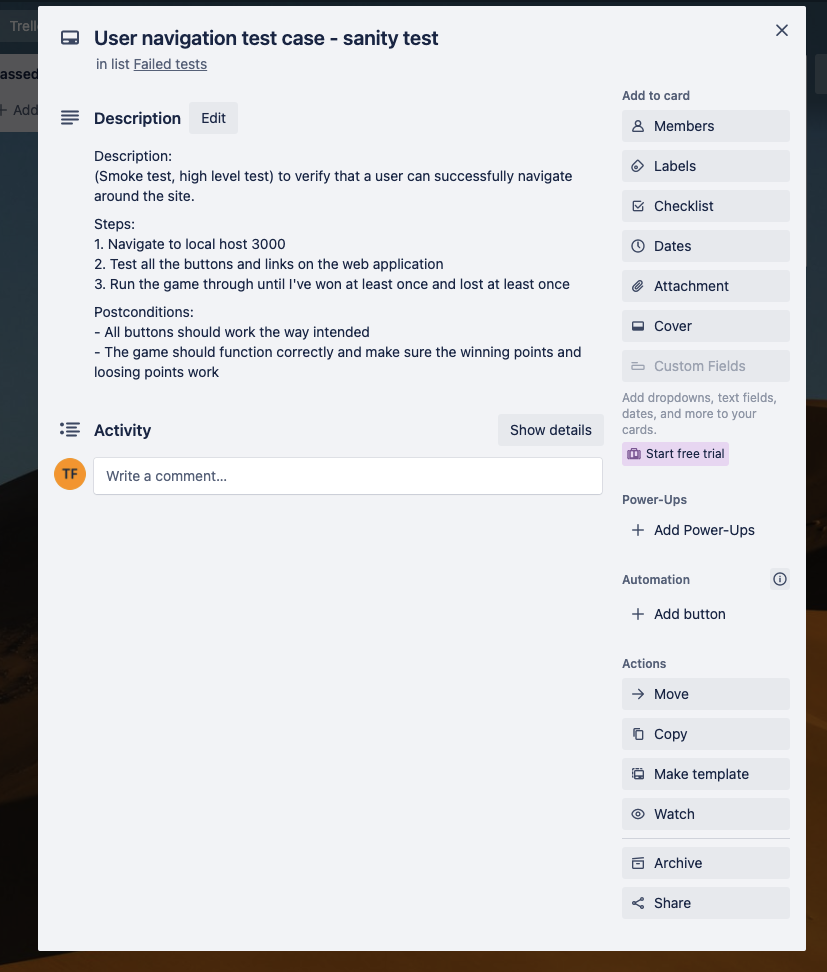 Trell
assed
+ Add
User navigation test case - sanity test
in list Failed tests
Description Edit
Description:
(Smoke test, high level test) to verify that a user can successfully navigate
around the site.
Steps:
1. Navigate to local host 3000
2. Test all the buttons and links on the web application
3. Run the game through until I've won at least once and lost at least once
Postconditions:
- All buttons should work the way intended
- The game should function correctly and make sure the winning points and
loosing points work
Activity Show details
TF
Write a comment...
Add to card
Members
Labels
Checklist
Dates
Attachment
Cover
Custom Fields
Add dropdowns, text fields,
dates, and more to your
cards.
Start free trial
Power-Ups
+ Add Power-Ups
Automation
+ Add button
Actions
Move
Copy
Make template
Watch
Archive
Share